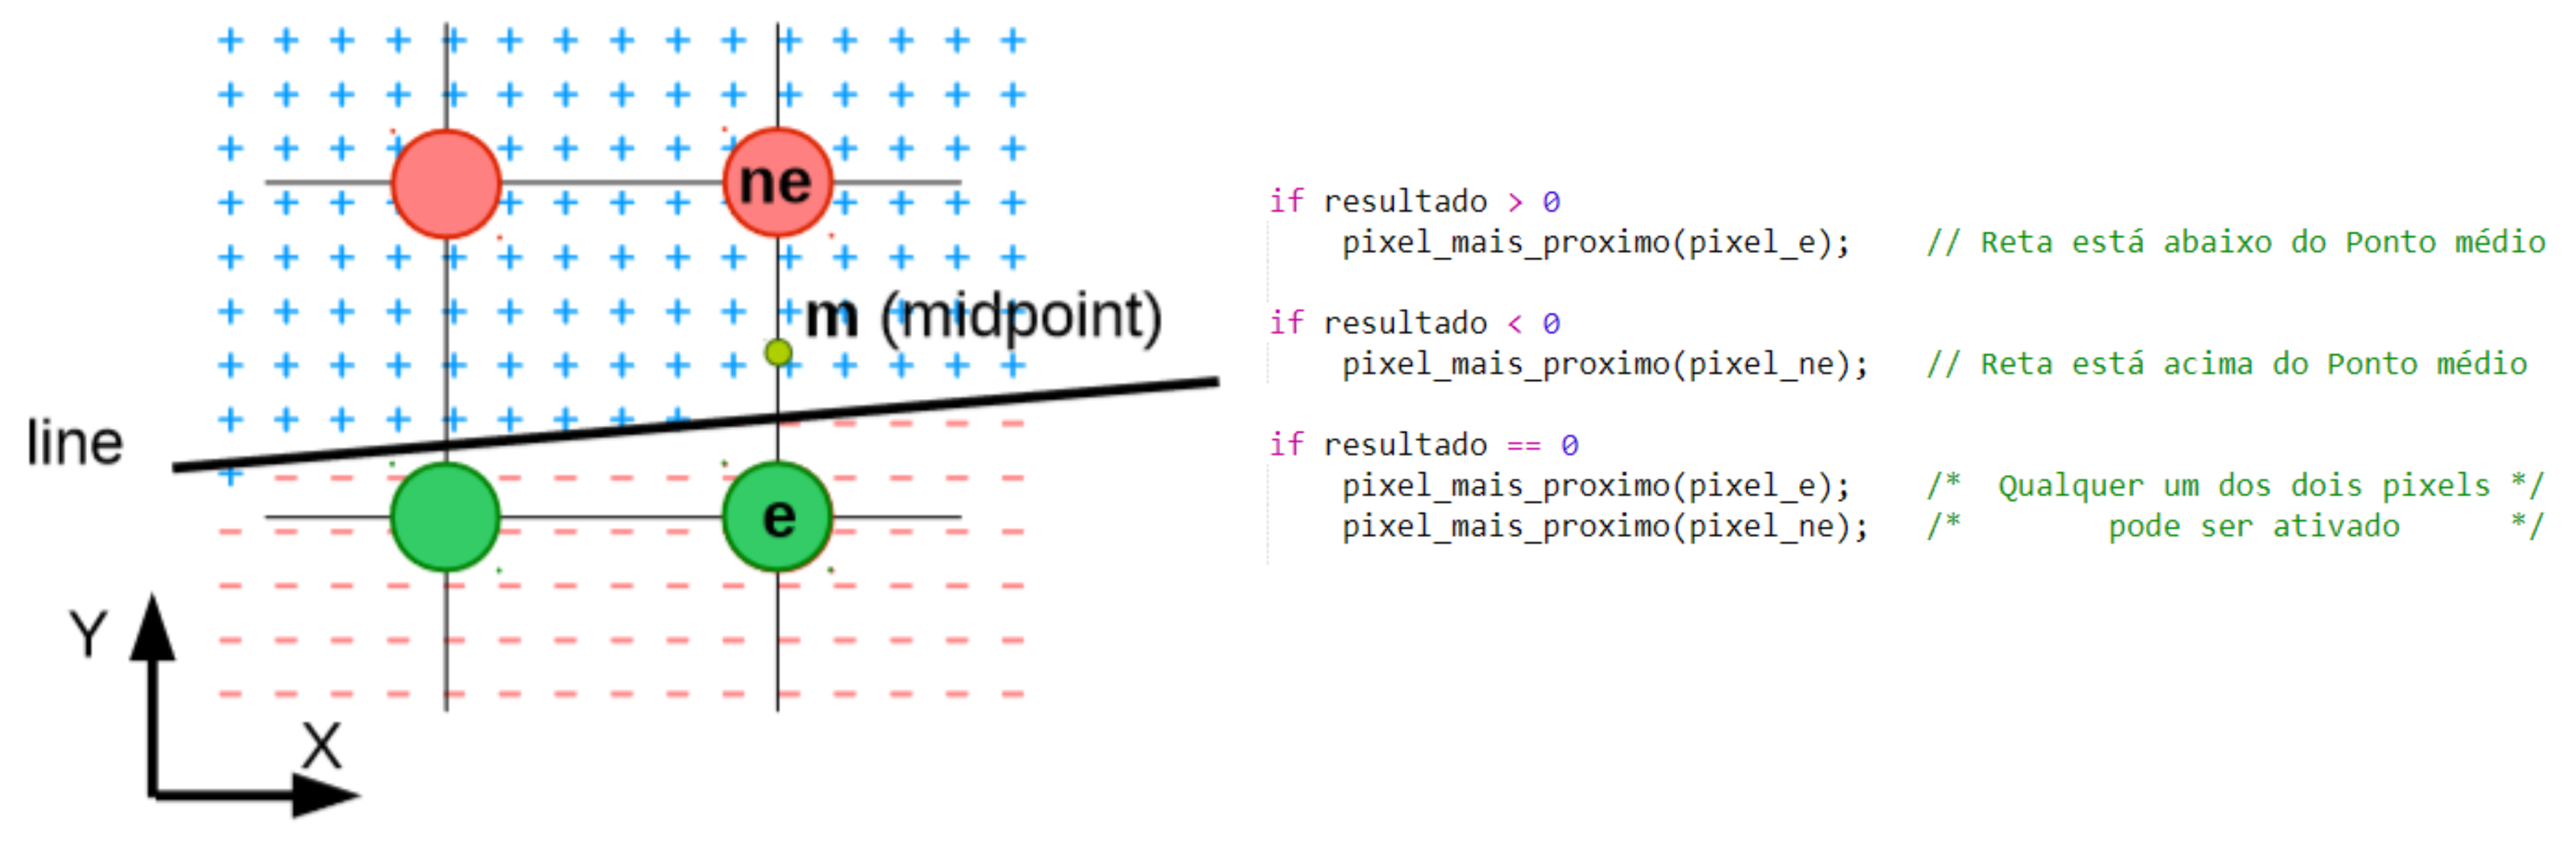 ne
m (midpoint)
line
e
Y
X
if resultado > 0
pixel_mais_proximo(pixel_e); // Reta está abaixo do Ponto médio
if resultado < 0
pixel_mais_proximo(pixel_ne); // Reta está acima do Ponto médio
if resultado == 0
pixel_mais_proximo(pixel_e); /* Qualquer um dos dois pixels */
pixel_mais_proximo(pixel_ne); /* pode ser ativado */